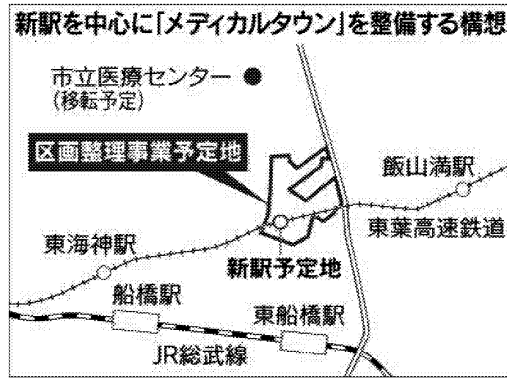 新駅を中心に「メディカルタウン」を整備する構想
市立医療センター
(移転予定)
区画整理事業予定地
飯山満駅
東葉高速鉄道
東海神駅
新駅予定地
船橋駅
東船橋駅
JR総武線